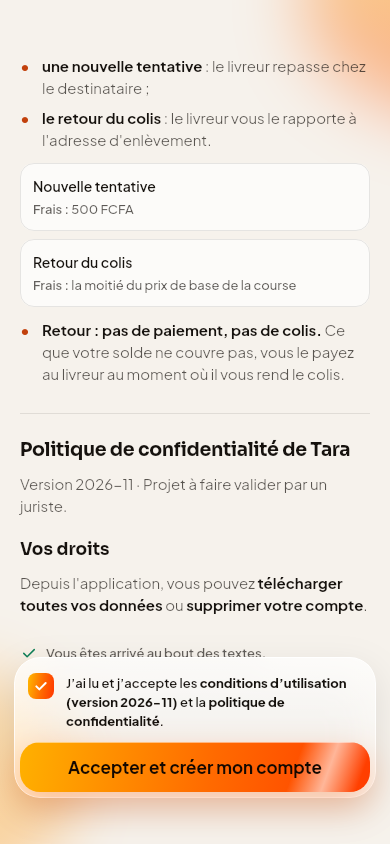 une nouvelle tentative : le livreur repasse chez
le destinataire ;
le retour du colis : le livreur vous le rapporte à
l'adresse d'enlèvement.
Nouvelle tentative
Frais : 500 FCFA
Retour du colis
Frais : la moitié du prix de base de la course
Retour : pas de paiement, pas de colis. Ce
que votre solde ne couvre pas, vous le payez
au livreur au moment où il vous rend le colis.
Politique de confidentialité de Tara
Version 2026-11 · Projet à faire valider par un
juriste.
Vos droits
Depuis l'application, vous pouvez télécharger
toutes vos données ou supprimer votre compte.
Vous êtes arrivé au bout des textes.
J’ai lu et j’accepte les conditions d’utilisation
(version 2026-11) et la politique de
confidentialité.
Accepter et créer mon compte